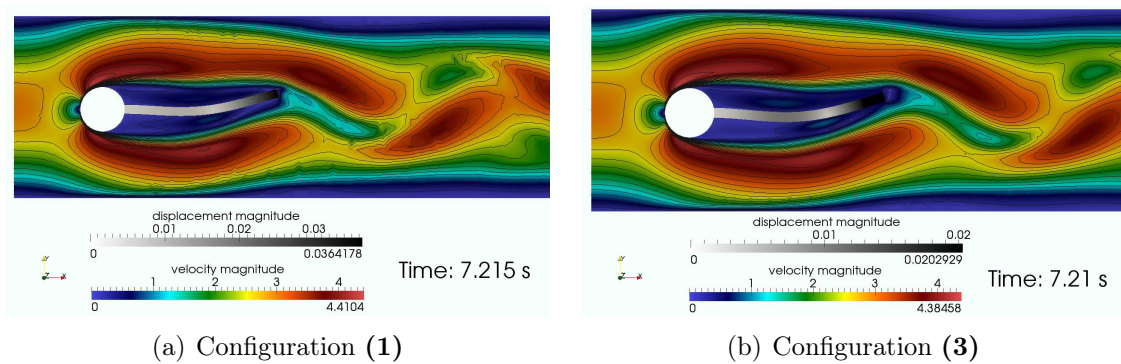 displacement magnitude
0.01 0.02 0.03
0 0.0364178
velocity magnitude
1 2 3 4
0 4.4104
Time: 7.215 s
Y
Z X
(a) Configuration (1)
displacement magnitude
0.01 0.02
0 0.0202929
velocity magnitude
1 2 3 4
0 4.38458
Time: 7.21 s
Y
Z X
(b) Configuration (3)